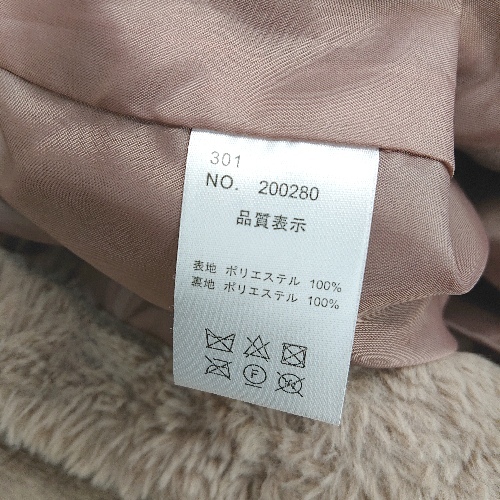 301
NO. 200280
品質表示
表地 ポリエステル 100%
裏地 ポリエステル 100%
F
W